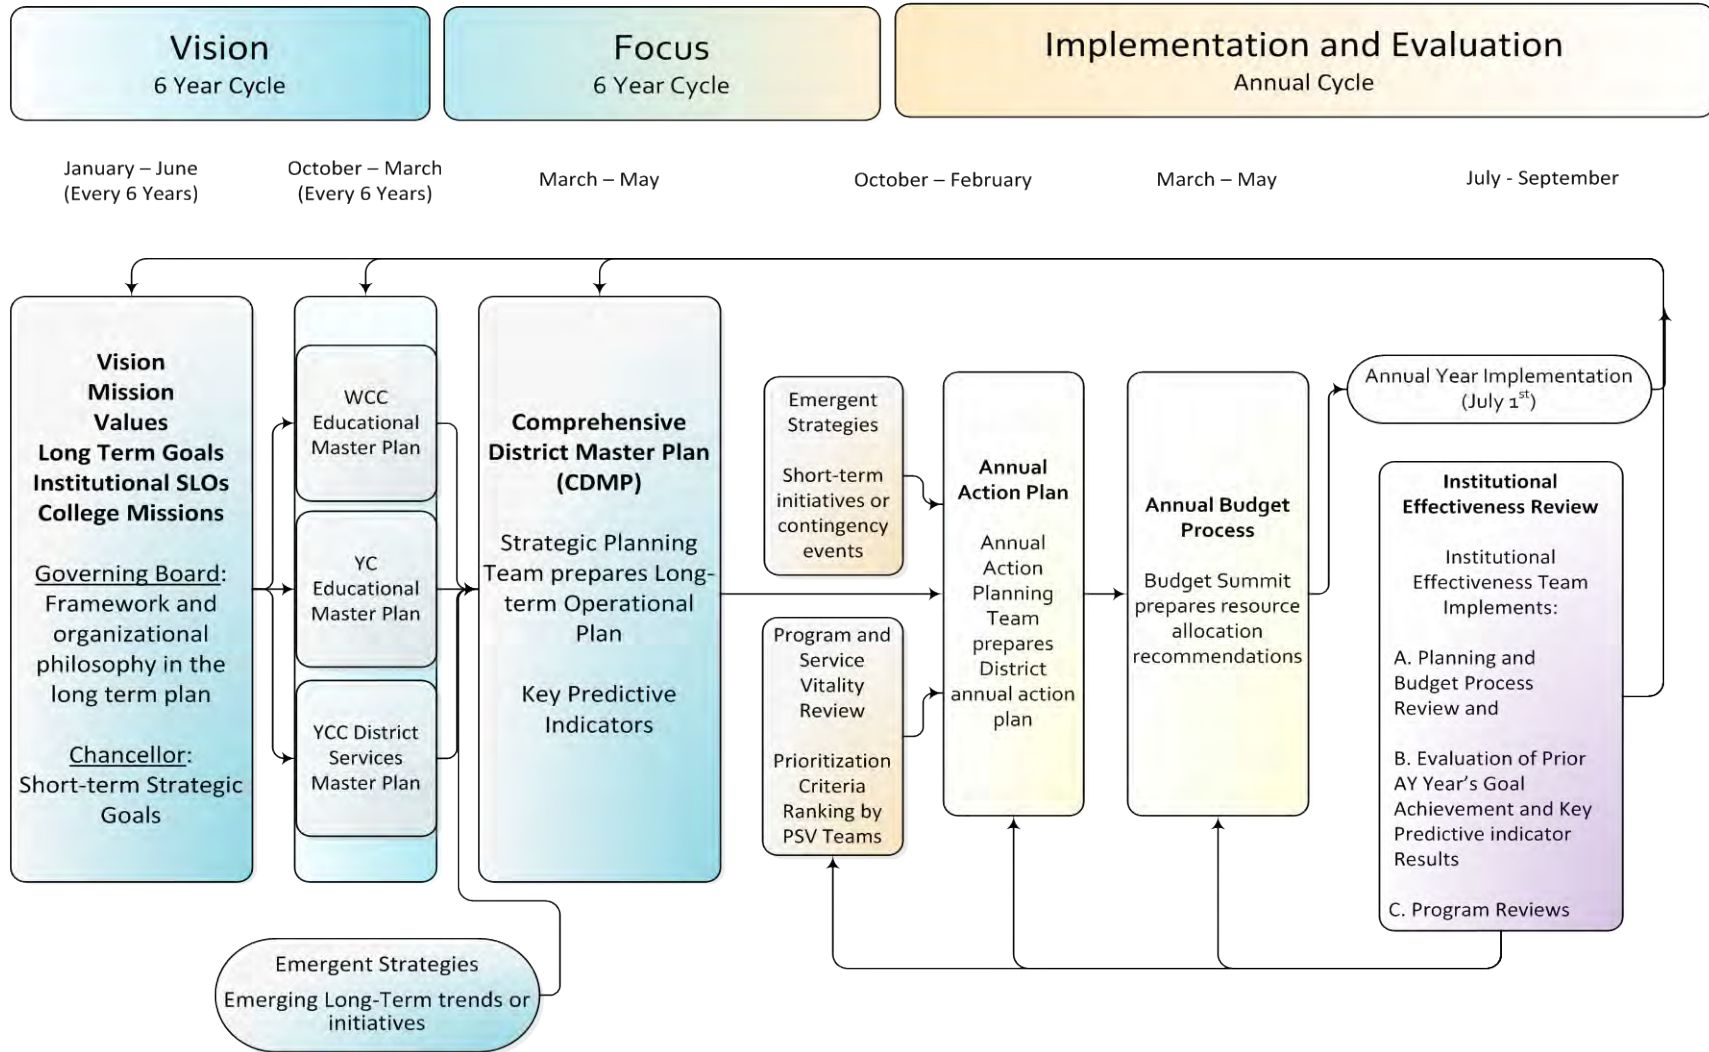 Vision
6 Year Cycle
Focus
6 Year Cycle
Implementation and Evaluation
Annual Cycle
January – June
(Every 6 Years)
October – March
(Every 6 Years)
March – May
October – February
March – May
July - September
Vision
Mission
Values
Long Term Goals
Institutional SLOs
College Missions
Governing Board:
Framework and
organizational
philosophy in the
long term plan
Chancellor:
Short-term Strategic
Goals
WCC
Educational
Master Plan
YC
Educational
Master Plan
YCC District
Services
Master Plan
Emergent Strategies
Emerging Long-Term trends or
initiatives
Comprehensive
District Master Plan
(CDMP)
Strategic Planning
Team prepares Long-
term Operational
Plan
Key Predictive
Indicators
Emergent
Strategies
Short-term
initiatives or
contingency
events
Program and
Service
Vitality
Review
Prioritization
Criteria
Ranking by
PSV Teams
Annual
Action Plan
Annual
Action
Planning
Team
prepares
District
annual action
plan
Annual Budget
Process
Budget Summit
prepares resource
allocation
recommendations
Annual Year Implementation
(July 1st)
Institutional
Effectiveness Review
Institutional
Effectiveness Team
Implements:
A. Planning and
Budget Process
Review and
B. Evaluation of Prior
AY Year's Goal
Achievement and Key
Predictive indicator
Results
C. Program Reviews